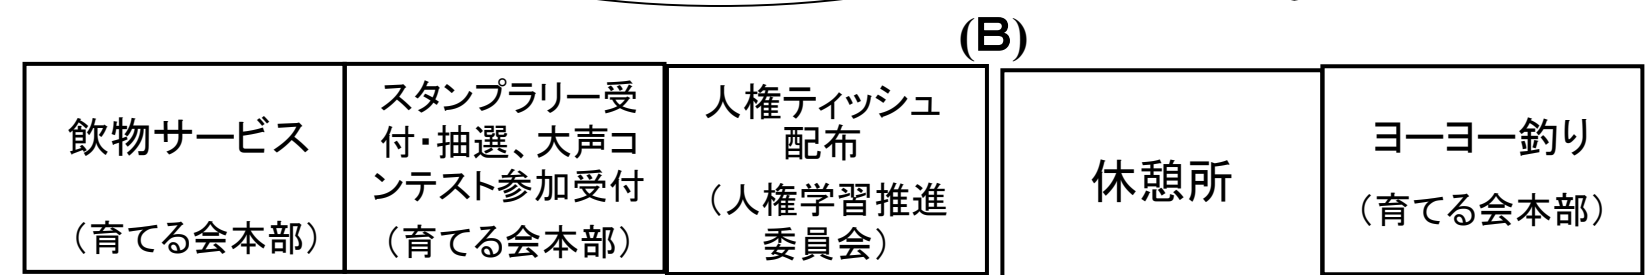 (B)
飲物サービス
（育てる会本部）
スタンプラリー受
付・抽選、大声コ
ンテスト参加受付
（育てる会本部）
人権ティッシュ
配布
（人権学習推進
委員会）
休憩所
ヨーヨー釣り
（育てる会本部）